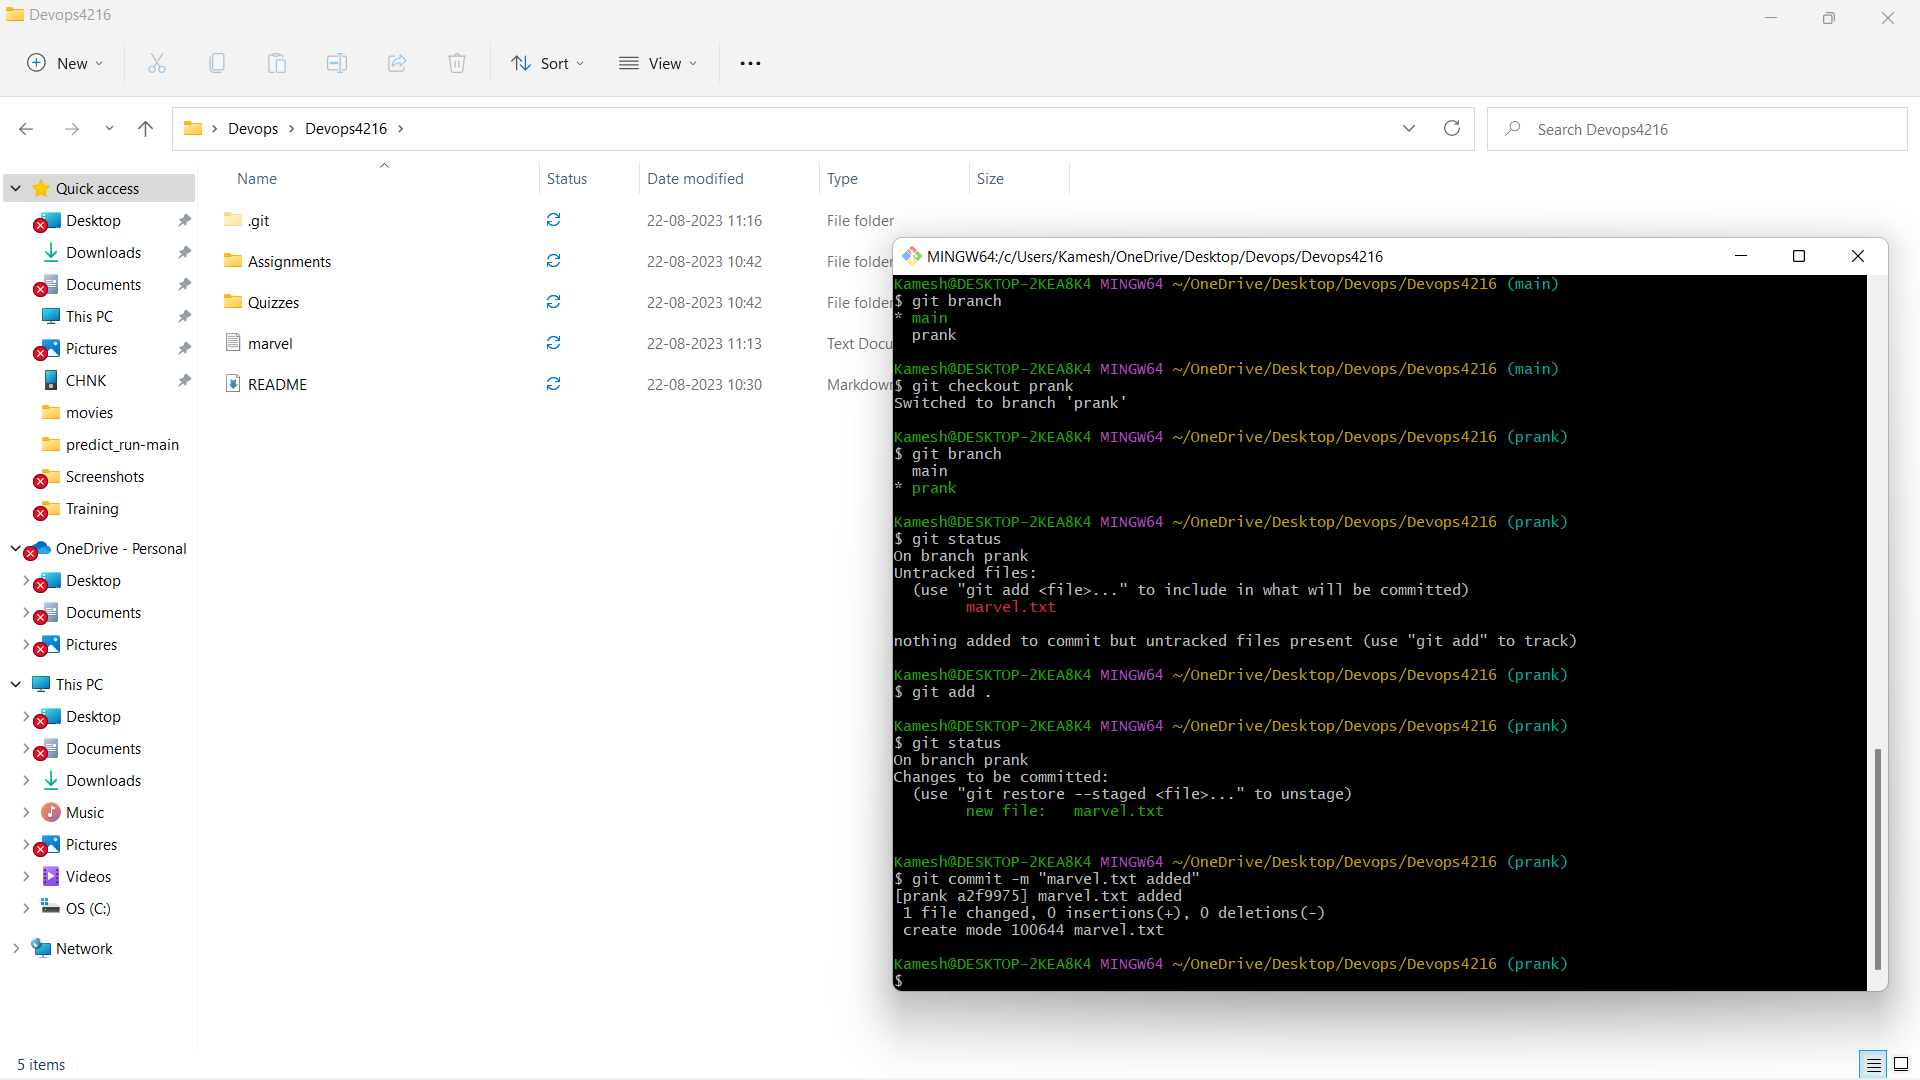 Devops4216
New
Sort
View
Devops > Devops4216 >
Search Devops4216
Name Status Date modified Type Size
.git 22-08-2023 11:16 File folder
Assignments 22-08-2023 10:42 File folder
Quizzes 22-08-2023 10:42 File folder
marvel 22-08-2023 11:13 Text Docu
README 22-08-2023 10:30 Markdown
Quick access
Desktop
Downloads
Documents
This PC
Pictures
CHNK
movies
predict_run-main
Screenshots
Training
OneDrive - Personal
Desktop
Documents
Pictures
This PC
Desktop
Documents
Downloads
Music
Pictures
Videos
OS (C:)
Network
5 items
MINGW64:/c/Users/Kamesh/OneDrive/Desktop/Devops/Devops4216
Kamesh@DESKTOP-2KEA8K4 MINGW64 ~/OneDrive/Desktop/Devops/Devops4216 (main)
$ git branch
* main
prank
Kamesh@DESKTOP-2KEA8K4 MINGW64 ~/OneDrive/Desktop/Devops/Devops4216 (main)
$ git checkout prank
Switched to branch 'prank'
Kamesh@DESKTOP-2KEA8K4 MINGW64 ~/OneDrive/Desktop/Devops/Devops4216 (prank)
$ git branch
main
* prank
Kamesh@DESKTOP-2KEA8K4 MINGW64 ~/OneDrive/Desktop/Devops/Devops4216 (prank)
$ git status
On branch prank
Untracked files:
(use "git add <file>..." to include in what will be committed)
marvel.txt
nothing added to commit but untracked files present (use "git add" to track)
Kamesh@DESKTOP-2KEA8K4 MINGW64 ~/OneDrive/Desktop/Devops/Devops4216 (prank)
$ git add .
Kamesh@DESKTOP-2KEA8K4 MINGW64 ~/OneDrive/Desktop/Devops/Devops4216 (prank)
$ git status
On branch prank
Changes to be committed:
(use "git restore --staged <file>..." to unstage)
new file: marvel.txt
Kamesh@DESKTOP-2KEA8K4 MINGW64 ~/OneDrive/Desktop/Devops/Devops4216 (prank)
$ git commit -m "marvel.txt added"
[prank a2f9975] marvel.txt added
1 file changed, 0 insertions(+), 0 deletions(-)
create mode 100644 marvel.txt
Kamesh@DESKTOP-2KEA8K4 MINGW64 ~/OneDrive/Desktop/Devops/Devops4216 (prank)
$